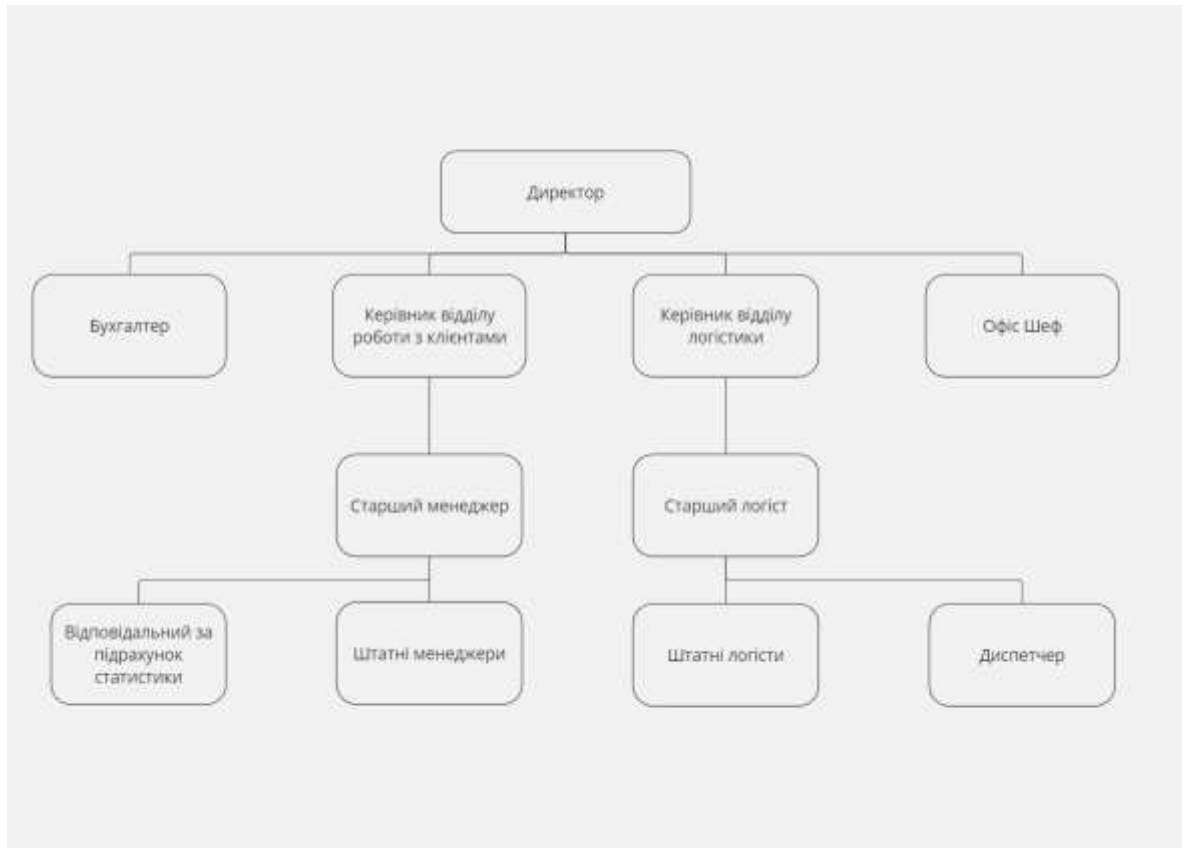 Директор
Бухгалтер
Керівник відділу
роботи з клієнтами
Керівник відділу
логістики
Офіс Шеф
Старший менеджер
Старший логіст
Відповідальний за
підрахунок
статистики
Штатні менеджери
Штатні логісти
Диспетчер